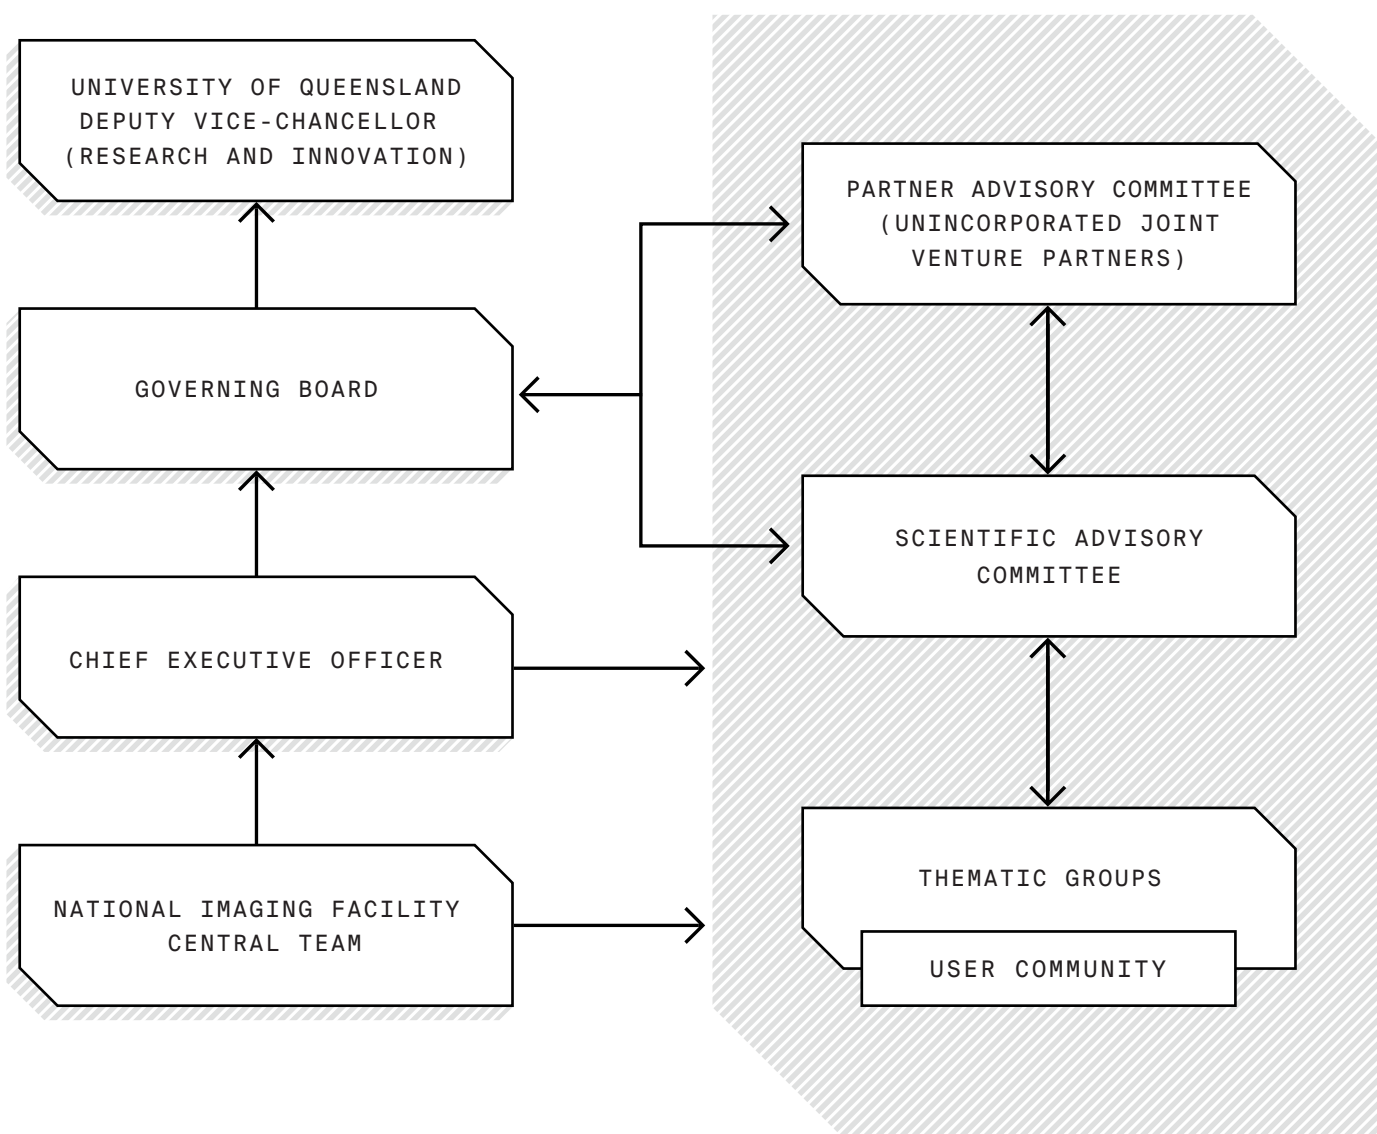 UNIVERSITY OF QUEENSLAND
DEPUTY VICE-CHANCELLOR
(RESEARCH AND INNOVATION)
GOVERNING BOARD
CHIEF EXECUTIVE OFFICER
NATIONAL IMAGING FACILITY
CENTRAL TEAM
PARTNER ADVISORY COMMITTEE
(UNINCORPORATED JOINT
VENTURE PARTNERS)
SCIENTIFIC ADVISORY
COMMITTEE
THEMATIC GROUPS
USER COMMUNITY